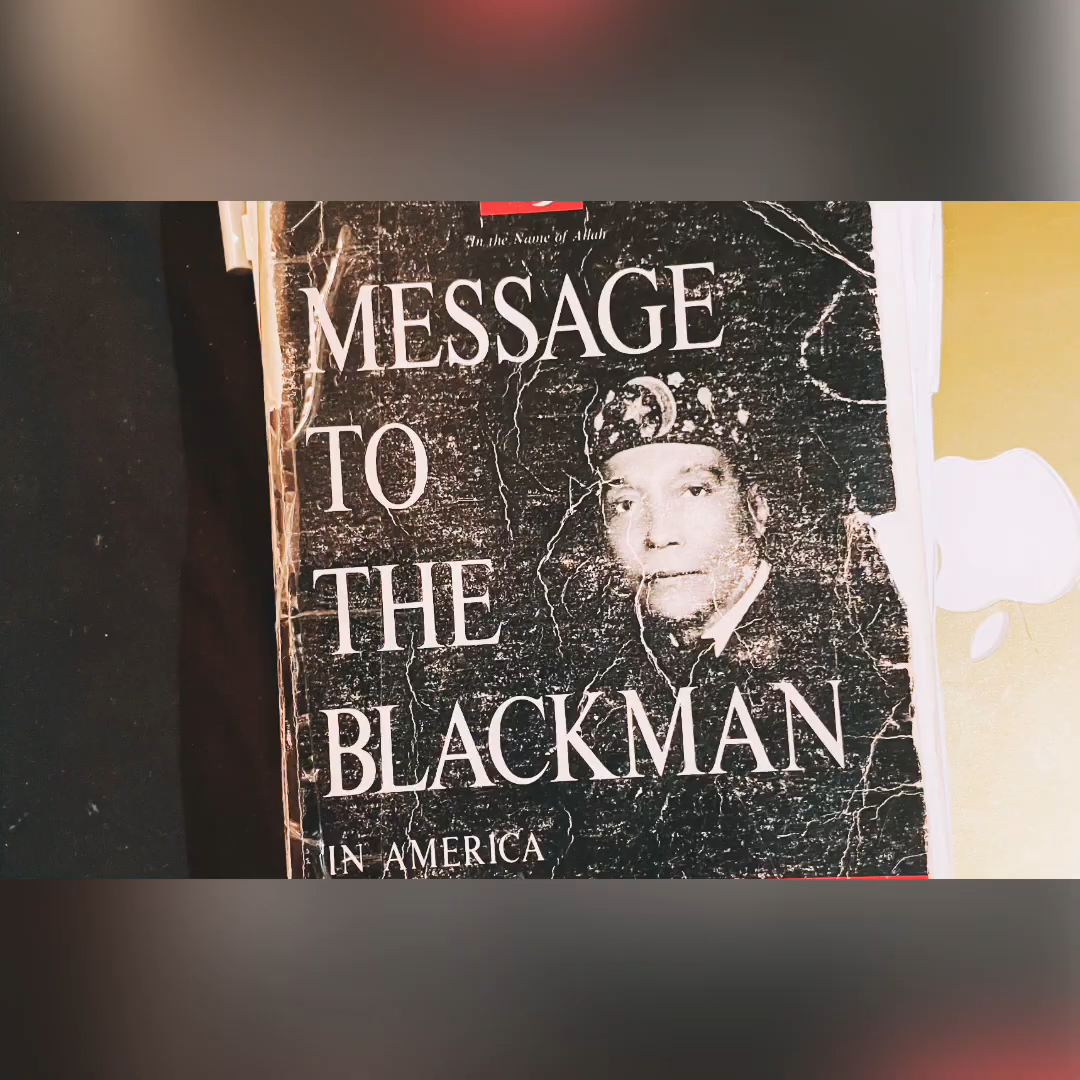 In the Name of Allah
MESSAGE
TO
THE
BLACKMAN
IN AMERICA